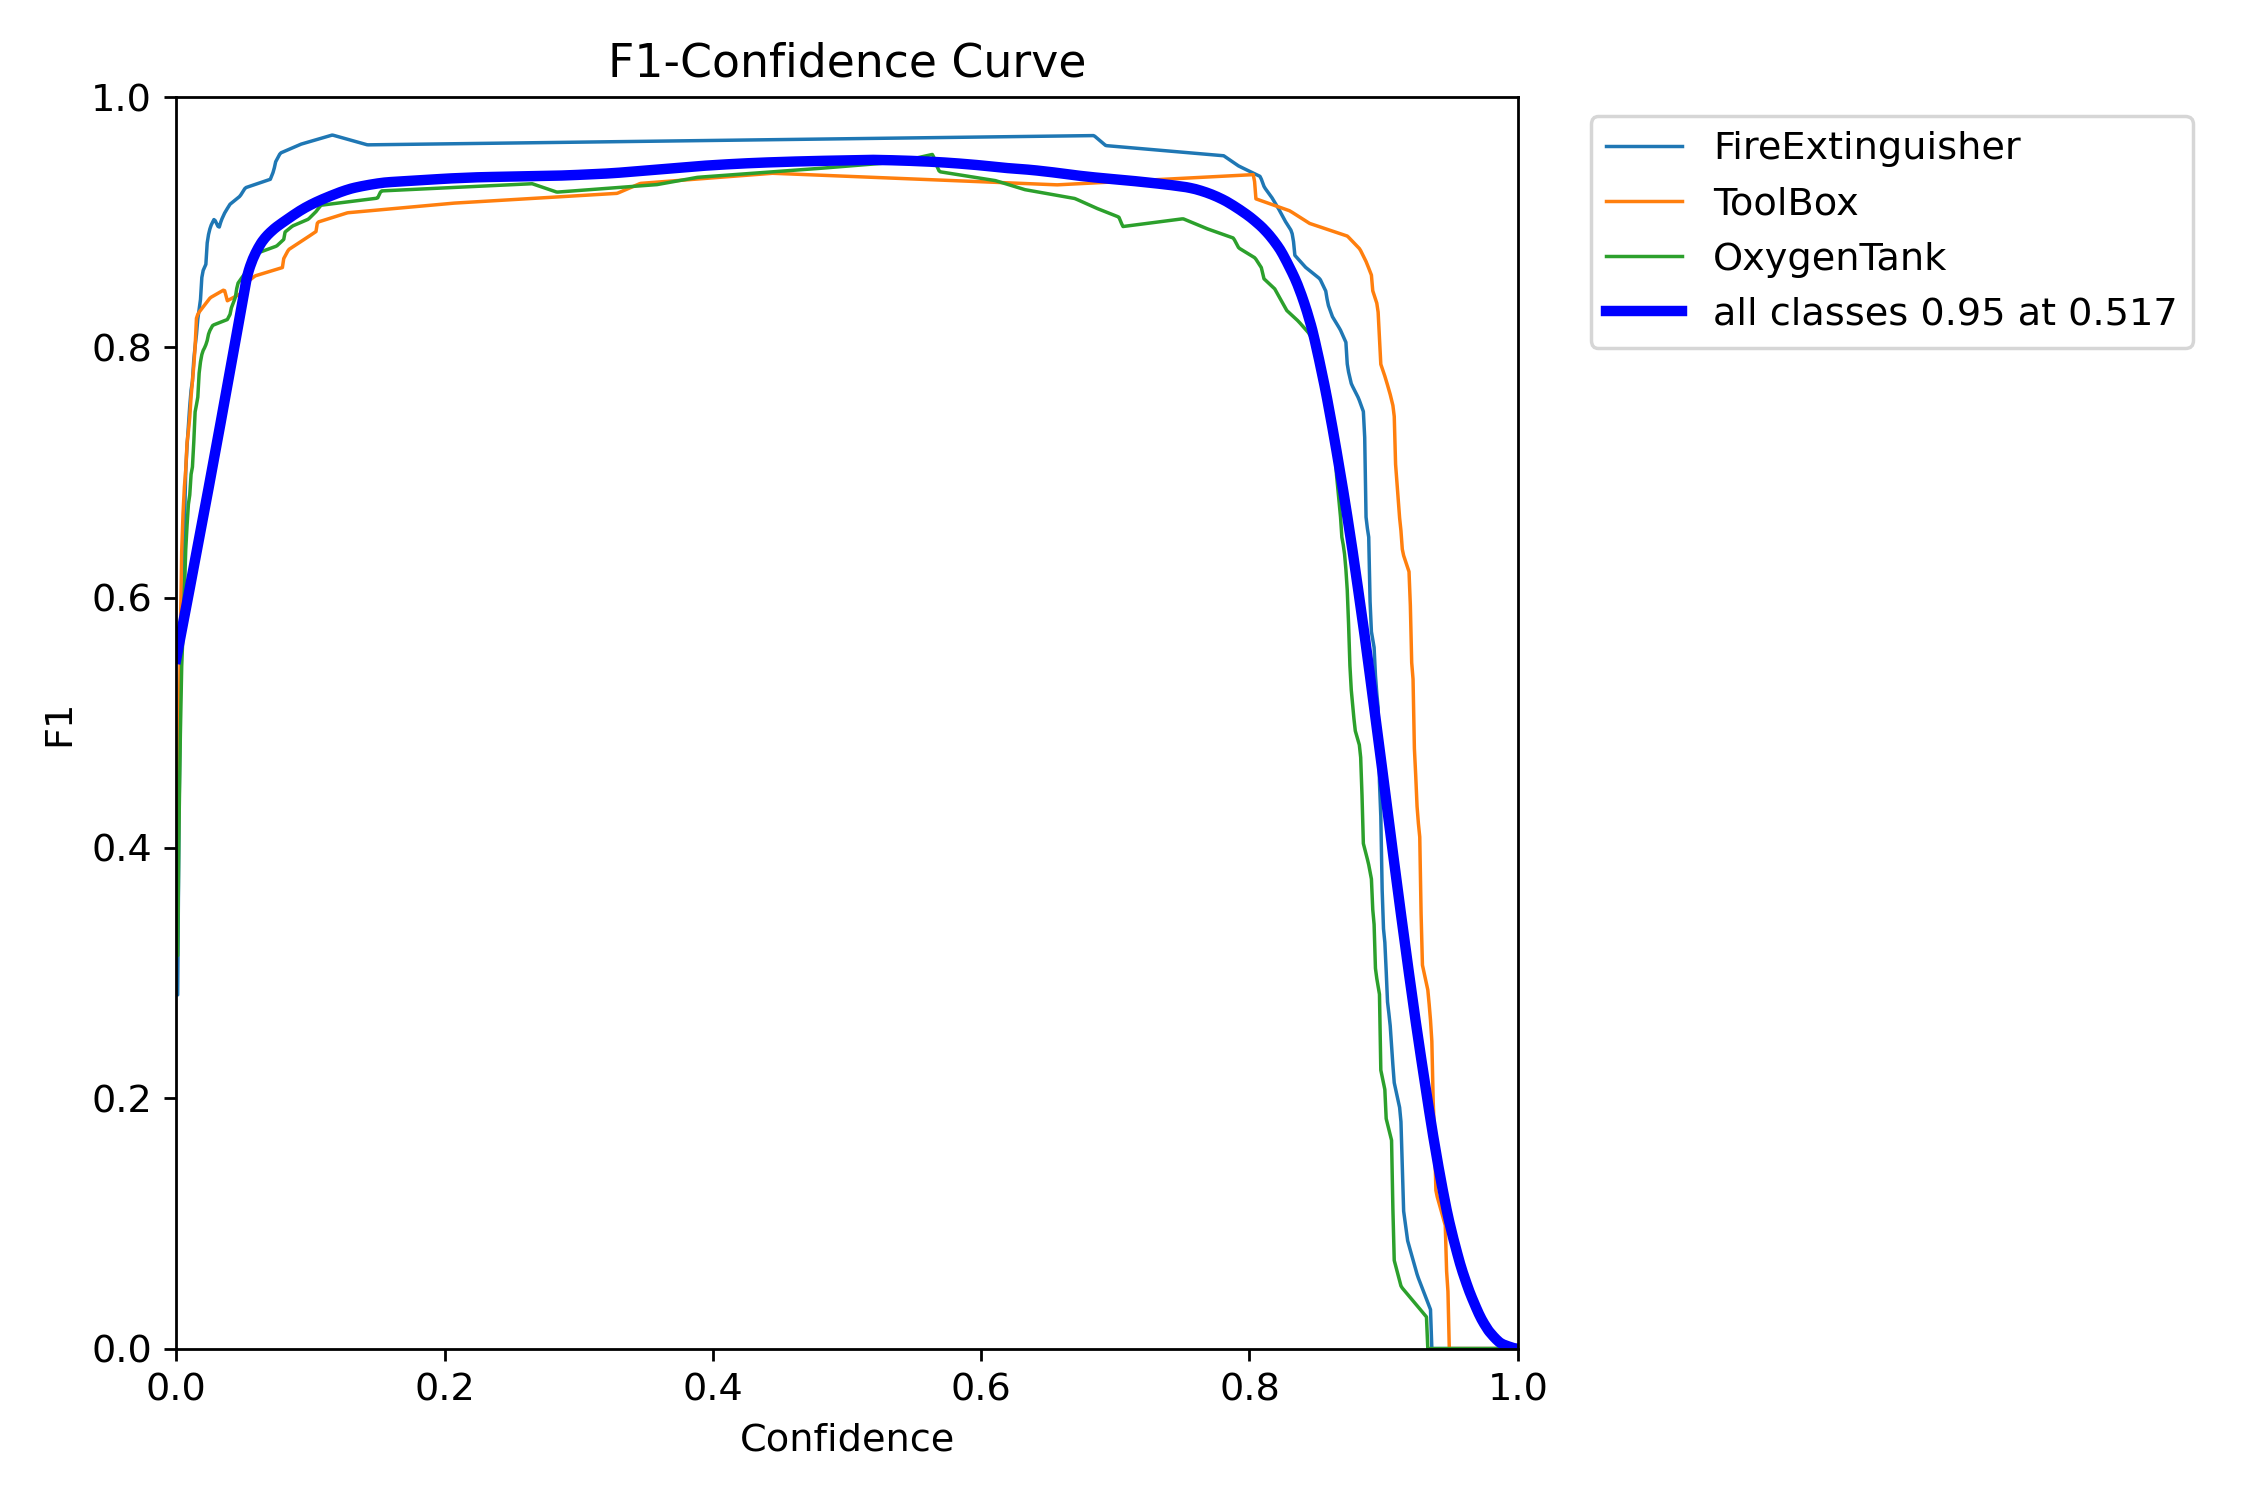 F1-Confidence Curve
1.0
0.8
0.6
0.4
0.2
0.0
F1
0.0 0.2 0.4 0.6 0.8 1.0
Confidence
FireExtinguisher
ToolBox
OxygenTank
all classes 0.95 at 0.517